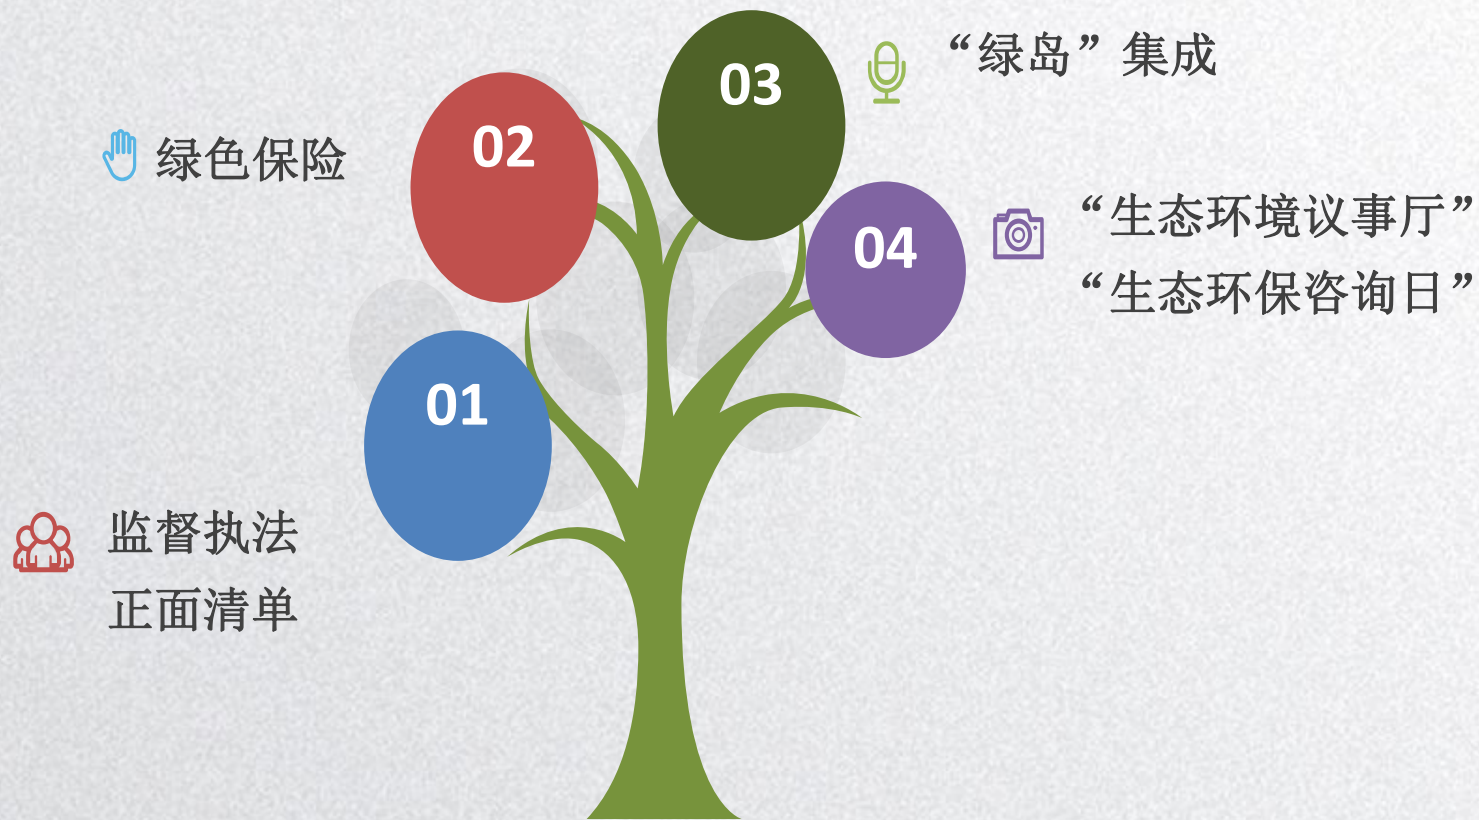 01
监督执法
正面清单
02
绿色保险
03
“绿岛”集成
04
“生态环境议事厅”
“生态环保咨询日”